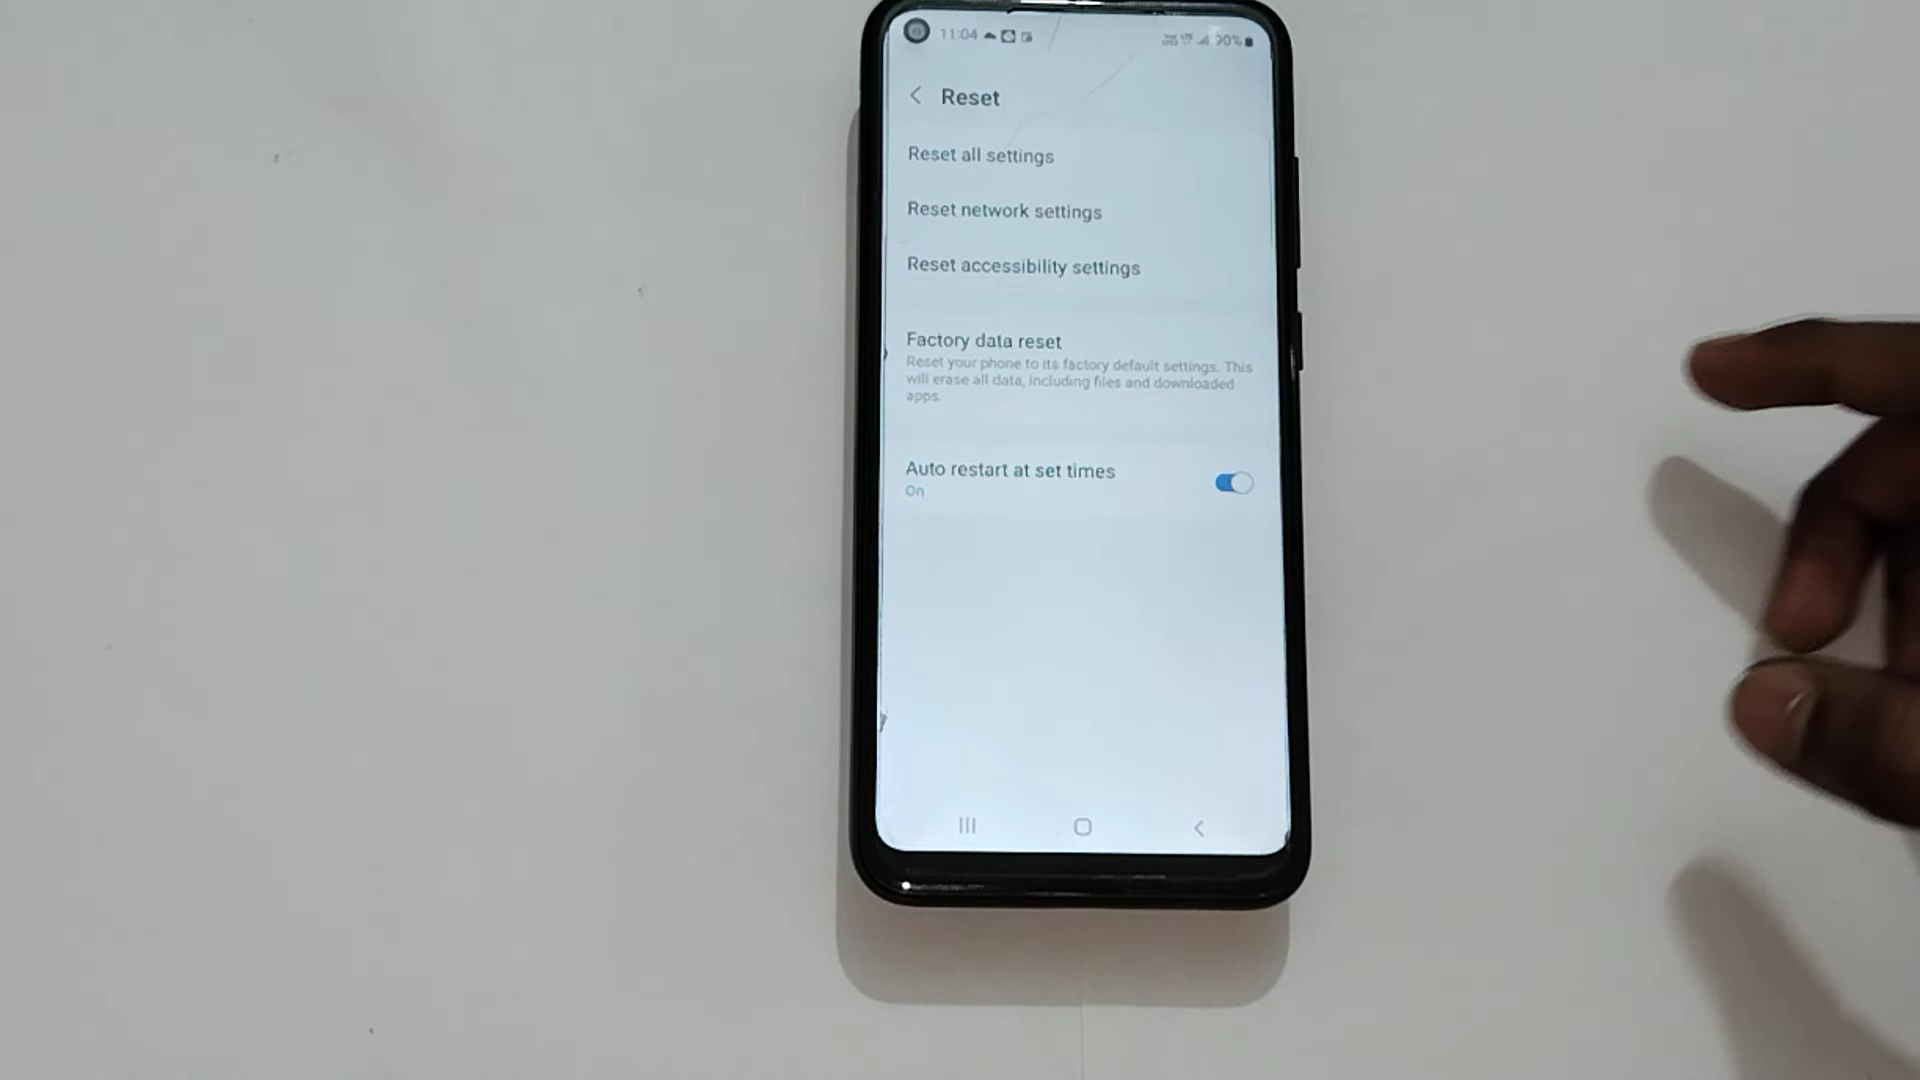 11:04
90%
Reset
Reset all settings
Reset network settings
Reset accessibility settings
Factory data reset
Reset your phone to its factory default settings. This
will erase all data, including files and downloaded
apps.
Auto restart at set times
On